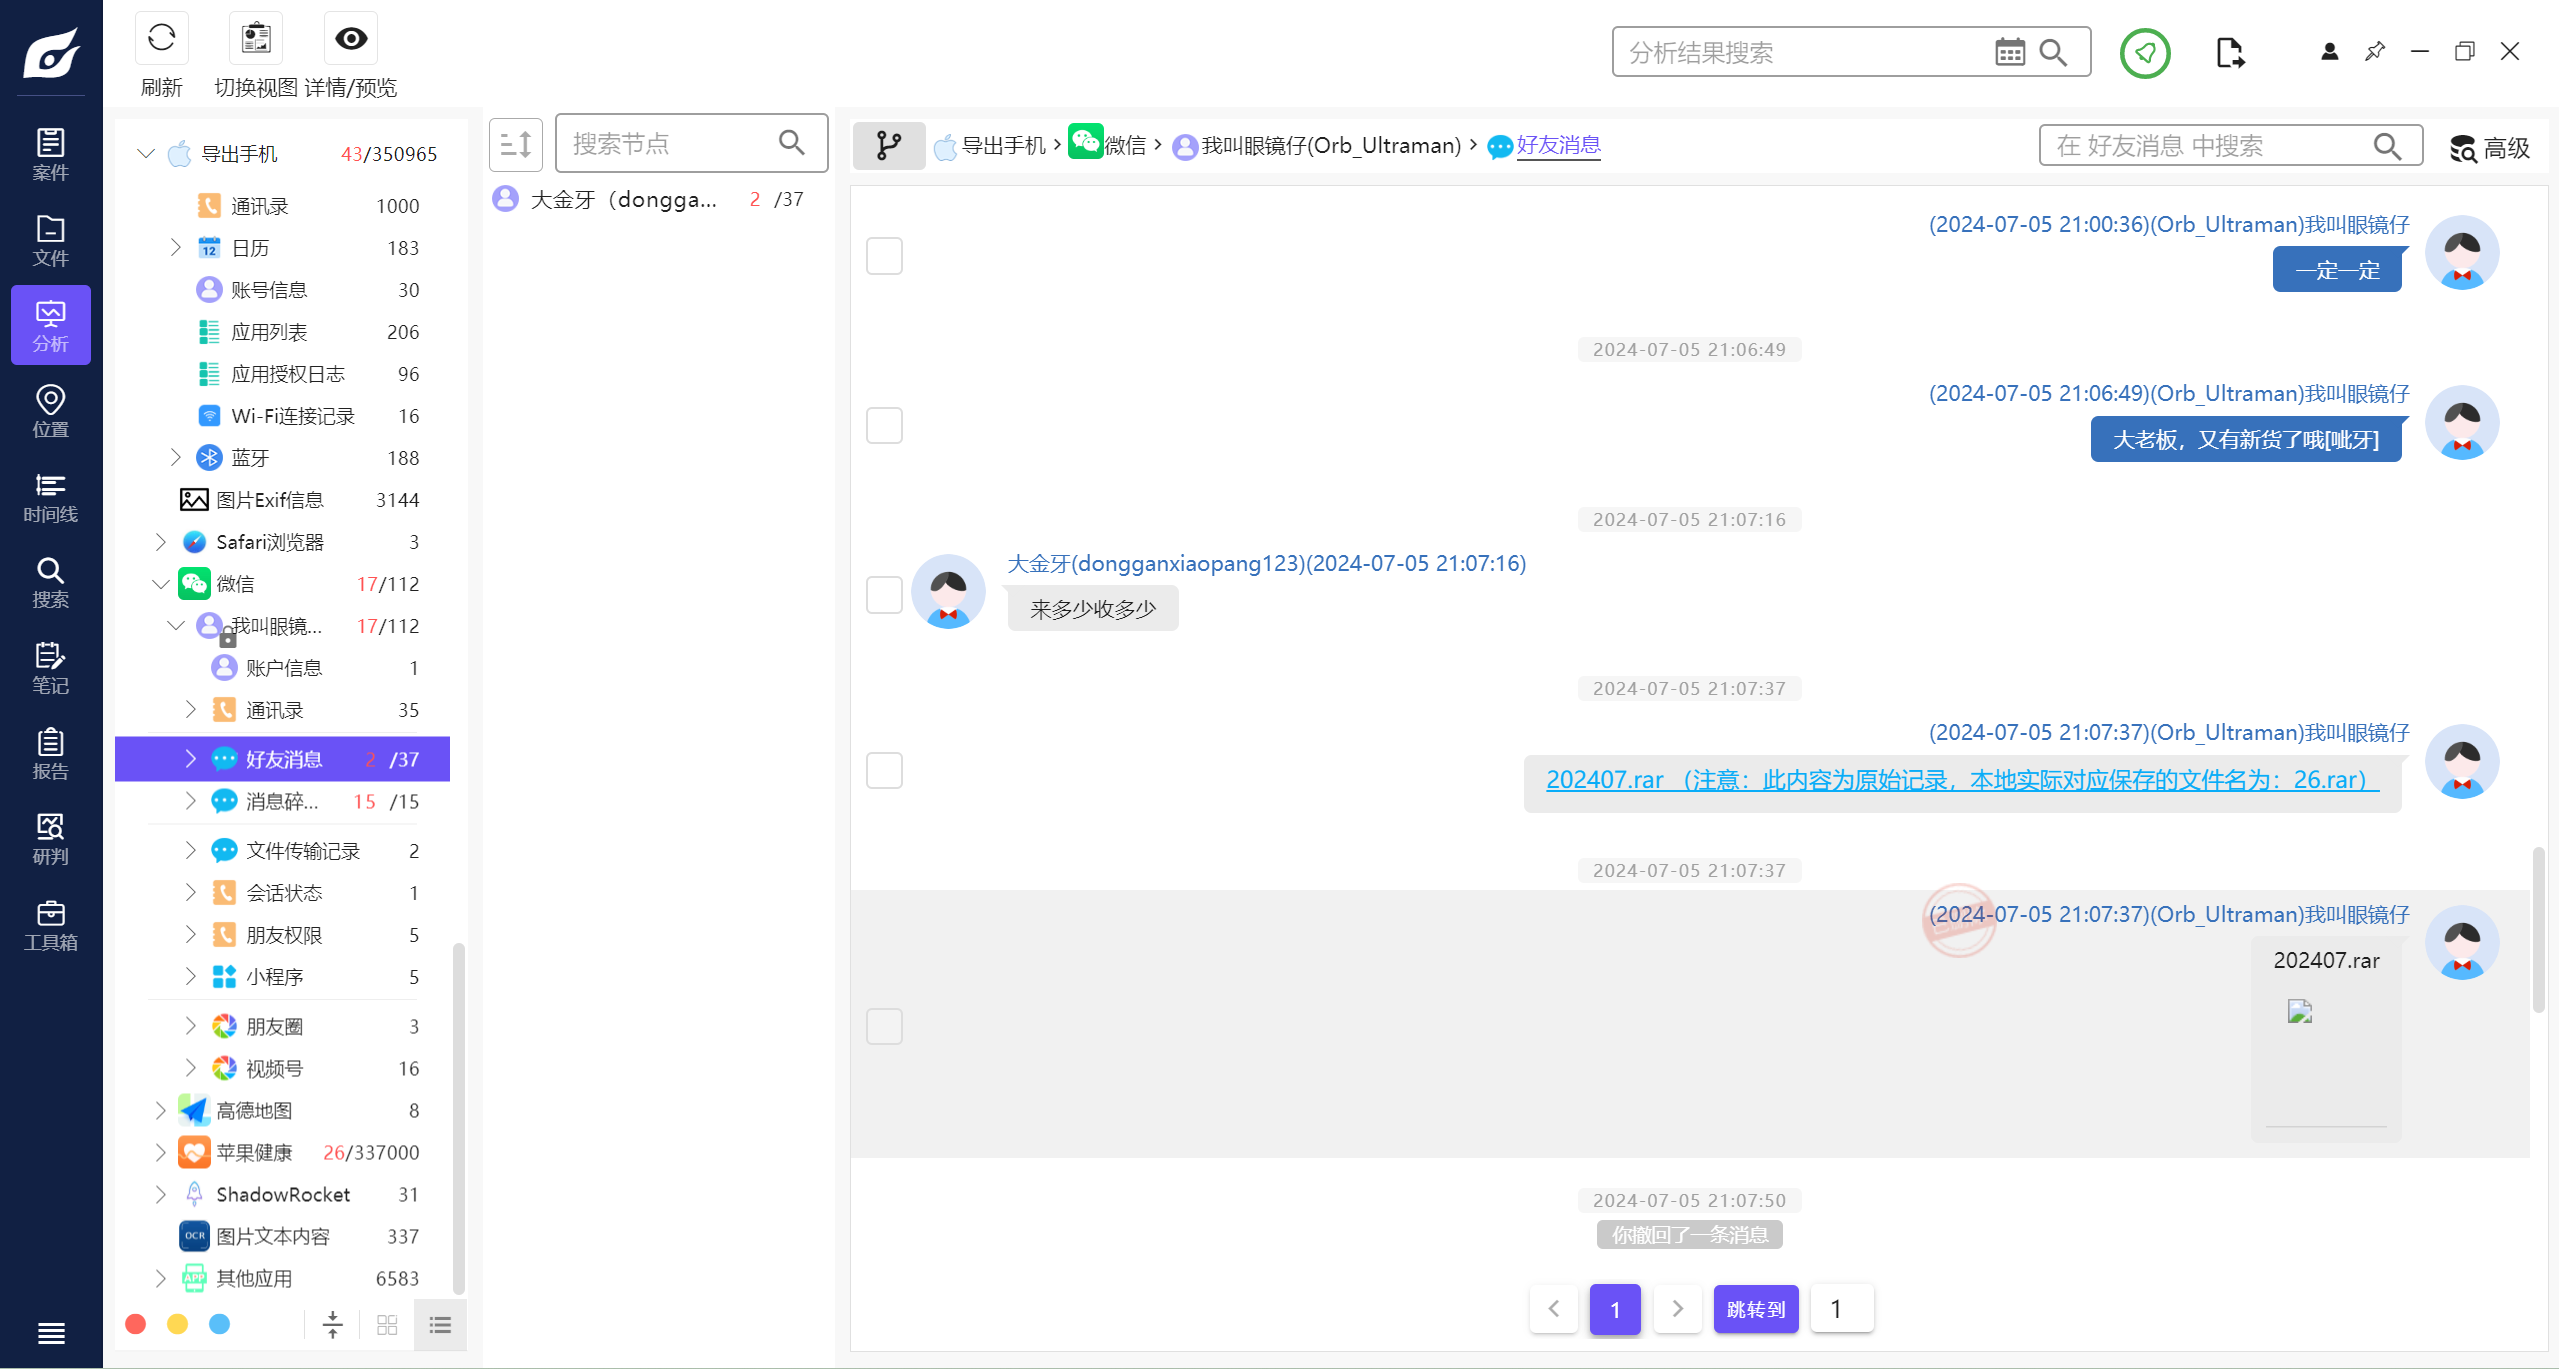 刷新
切换视图
详情/预览
分析结果搜索
案件
文件
分析
位置
时间线
搜索
笔记
报告
研判
工具箱
导出手机 43/350965
通讯录 1000
12 日历 183
账号信息 30
应用列表 206
应用授权日志 96
Wi-Fi连接记录 16
蓝牙 188
图片Exif信息 3144
Safari浏览器 3
微信 17/112
我叫眼镜... 17/112
账户信息 1
通讯录 35
好友消息 2 /37
消息碎... 15 /15
文件传输记录 2
会话状态 1
朋友权限 5
小程序 5
朋友圈 3
视频号 16
高德地图 8
苹果健康 26/337000
ShadowRocket 31
OCR 图片文本内容 337
APP 其他应用 6583
搜索节点
大金牙（dongga... 2 /37
导出手机 › 微信 › 我叫眼镜仔(Orb_Ultraman) › 好友消息
在 好友消息 中搜索
高级
(2024-07-05 21:00:36)(Orb_Ultraman)我叫眼镜仔
一定一定
2024-07-05 21:06:49
(2024-07-05 21:06:49)(Orb_Ultraman)我叫眼镜仔
大老板，又有新货了哦[呲牙]
2024-07-05 21:07:16
大金牙(dongganxiaopang123)(2024-07-05 21:07:16)
来多少收多少
2024-07-05 21:07:37
(2024-07-05 21:07:37)(Orb_Ultraman)我叫眼镜仔
202407.rar （注意：此内容为原始记录，本地实际对应保存的文件名为：26.rar）
2024-07-05 21:07:37
(2024-07-05 21:07:37)(Orb_Ultraman)我叫眼镜仔
202407.rar
2024-07-05 21:07:50
你撤回了一条消息
1
跳转到
1